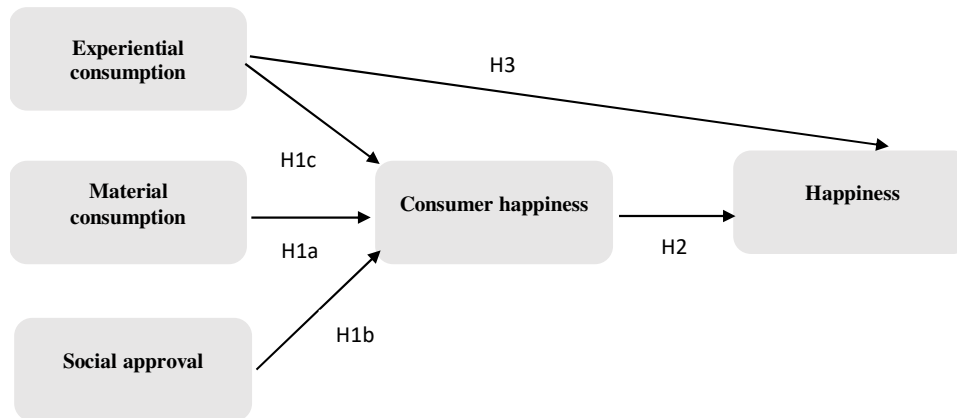 Experiential
consumption
H3
H1c
Material
consumption
Consumer happiness
Happiness
H1a
H2
H1b
Social approval